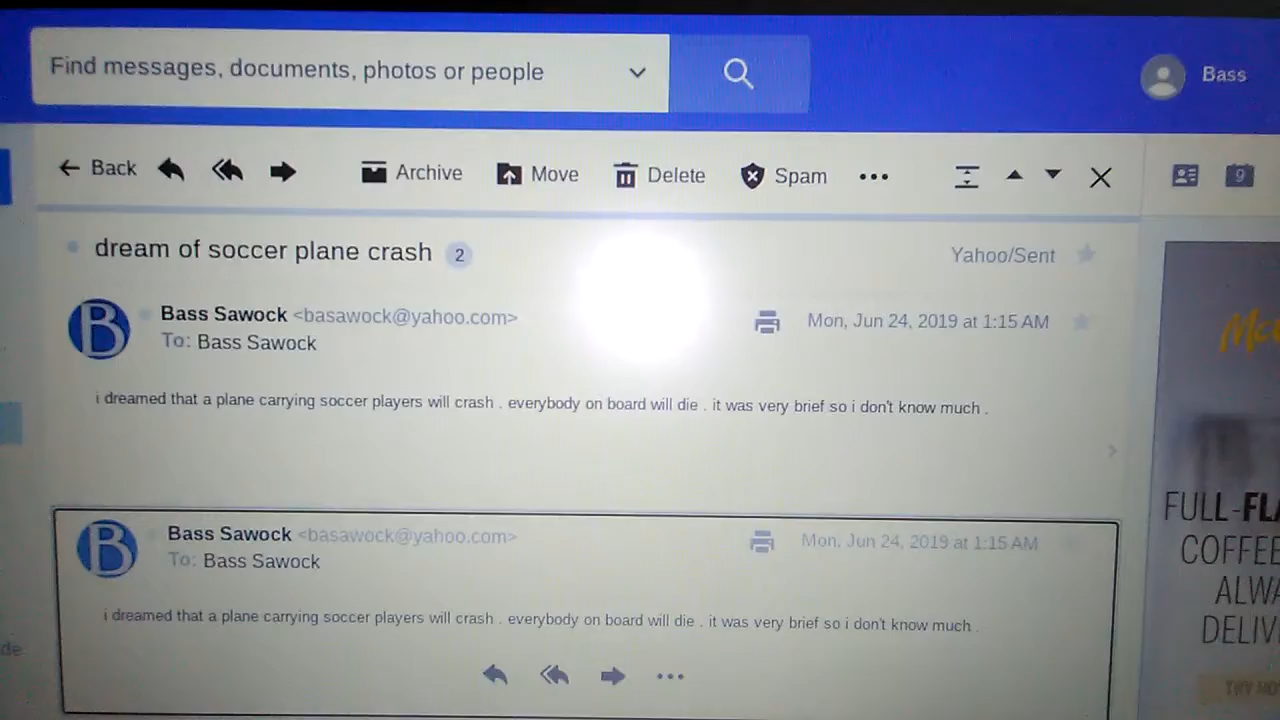 Find messages, documents, photos or people
Bass
Back
Archive
Move
Delete
Spam
9
dream of soccer plane crash 2
Yahoo/Sent
B
Bass Sawock <basawock@yahoo.com>
Mon, Jun 24, 2019 at 1:15 AM
To: Bass Sawock
i dreamed that a plane carrying soccer players will crash . everybody on board will die . it was very brief so i don't know much .
B
Bass Sawock <basawock@yahoo.com>
Mon, Jun 24, 2019 at 1:15 AM
To: Bass Sawock
i dreamed that a plane carrying soccer players will crash . everybody on board will die . it was very brief so i don't know much .
FULL-FLA
COFFEE
ALWA
DELIV
TRY NO
de